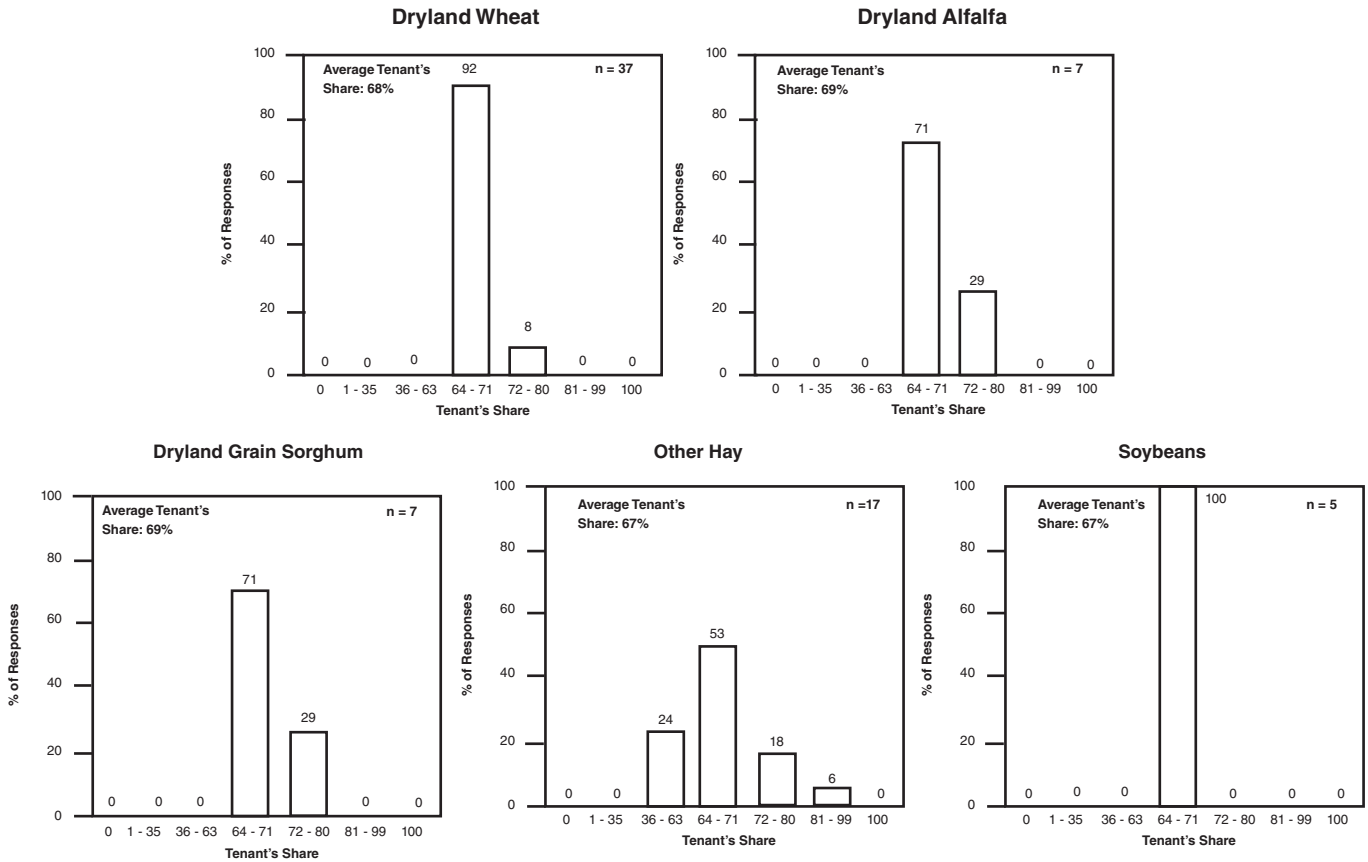 Dryland Wheat
100
80
60
40
20
0
% of Responses
Average Tenant's
Share: 68%
n = 37
0
0
0
92
8
0
0
0 1 - 35 36 - 63 64 - 71 72 - 80 81 - 99 100
Tenant's Share
Dryland Alfalfa
100
80
60
40
20
0
% of Responses
Average Tenant's
Share: 69%
n = 7
0
0
0
71
29
0
0
0 1 - 35 36 - 63 64 - 71 72 - 80 81 - 99 100
Tenant's Share
Dryland Grain Sorghum
100
80
60
40
20
0
% of Responses
Average Tenant's
Share: 69%
n = 7
0
0
0
71
29
0
0
0 1 - 35 36 - 63 64 - 71 72 - 80 81 - 99 100
Tenant's Share
Other Hay
100
80
60
40
20
0
% of Responses
Average Tenant's
Share: 67%
n =17
0
0
24
53
18
6
0
0 1 - 35 36 - 63 64 - 71 72 - 80 81 - 99 100
Tenant's Share
Soybeans
100
80
60
40
20
0
% of Responses
Average Tenant's
Share: 67%
n = 5
0
0
0
100
0
0
0
0 1 - 35 36 - 63 64 - 71 72 - 80 81 - 99 100
Tenant's Share